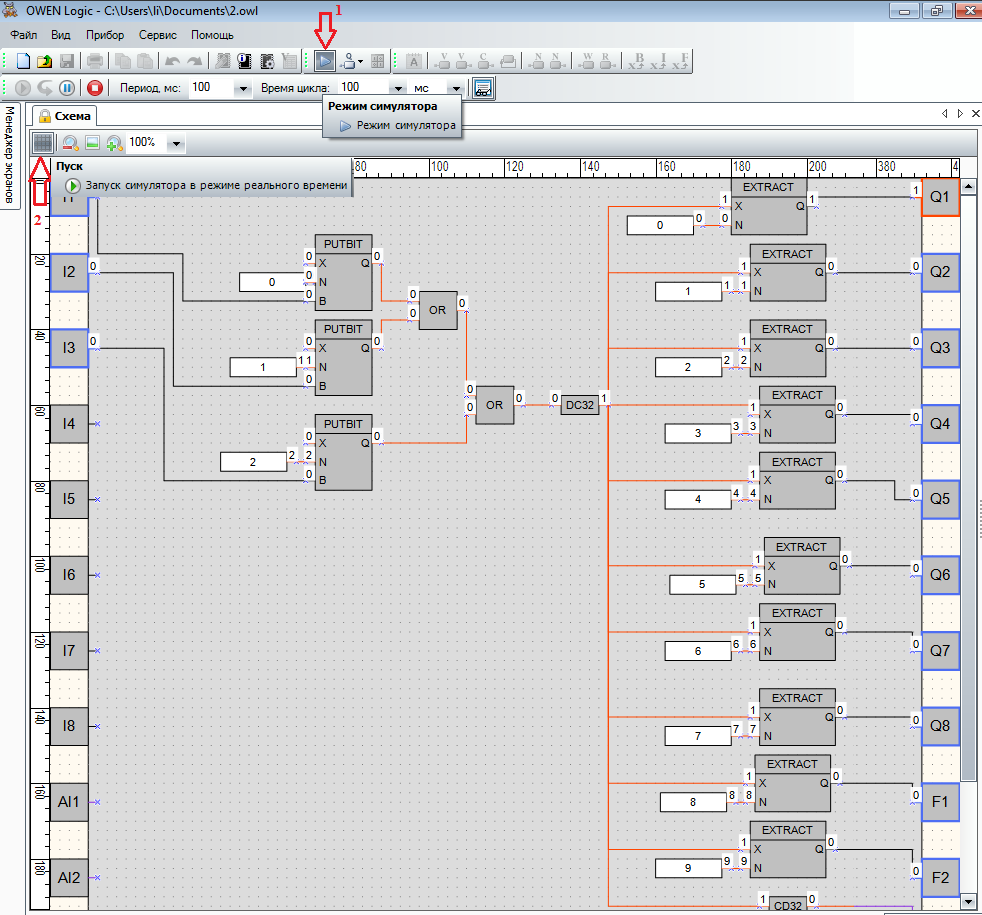 OWEN Logic - C:\Users\li\Documents\2.owl
Файл Вид Прибор Сервис Помощь
1
Период, мс: 100 Время цикла: 100 мс
Режим симулятора
Режим симулятора
Менеджер экранов
Схема
100%
Пуск
Запуск симулятора в режиме реального времени
2
80 100 120 140 160 180 200 380 4
20
40
60
80
100
120
140
160
180
I1
I2 0
I3 0
I4
I5
I6
I7
I8
AI1
AI2
PUTBIT
0 X Q 0
0 0 N
0 B
PUTBIT
0 X Q 0
1 1 1 N
0 B
PUTBIT
0 X Q 0
2 2 2 N
0 B
0 OR 0
0
0 OR 0
0
0 DC32 1
EXTRACT
1 X Q 1
0 0 0 N
1 Q1
EXTRACT
1 X Q 0
1 1 1 N
0 Q2
EXTRACT
1 X Q 0
2 2 2 N
0 Q3
EXTRACT
1 X Q 0
3 3 3 N
0 Q4
EXTRACT
1 X Q 0
4 4 4 N
0 Q5
EXTRACT
1 X Q 0
5 5 5 N
0 Q6
EXTRACT
1 X Q 0
6 6 6 N
0 Q7
EXTRACT
1 X Q 0
7 7 7 N
0 Q8
EXTRACT
1 X Q 0
8 8 8 N
0 F1
EXTRACT
1 X Q 0
9 9 9 N
0 F2
1 CD32 0